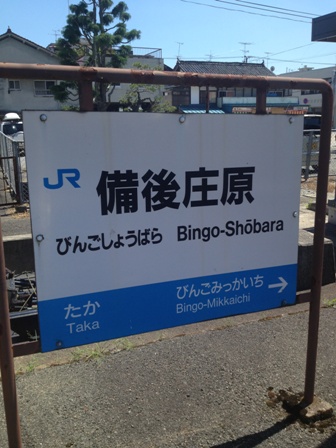 JR 備後庄原
びんごしょうばら Bingo-Shōbara
たか びんごみっかいち →
Taka Bingo-Mikkaichi